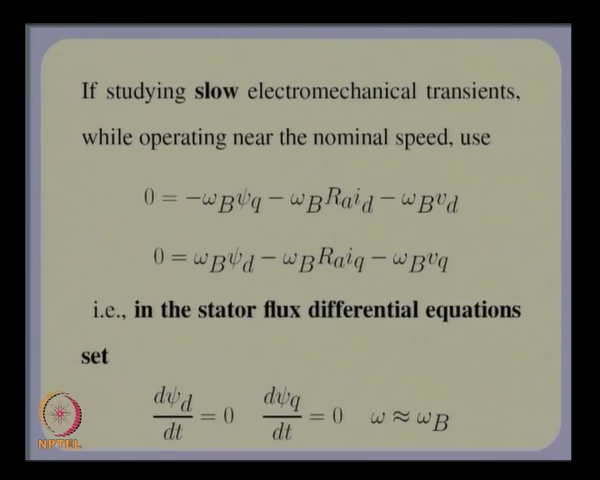 If studying slow electromechanical transients,
while operating near the nominal speed, use
0 = −ω_Bψ_q − ω_BR_ai_d − ω_Bv_d
0 = ω_Bψ_d − ω_BR_ai_q − ω_Bv_q
i.e., in the stator flux differential equations
set
dψ_d/dt = 0 dψ_q/dt = 0 ω ≈ ω_B
NPTEL